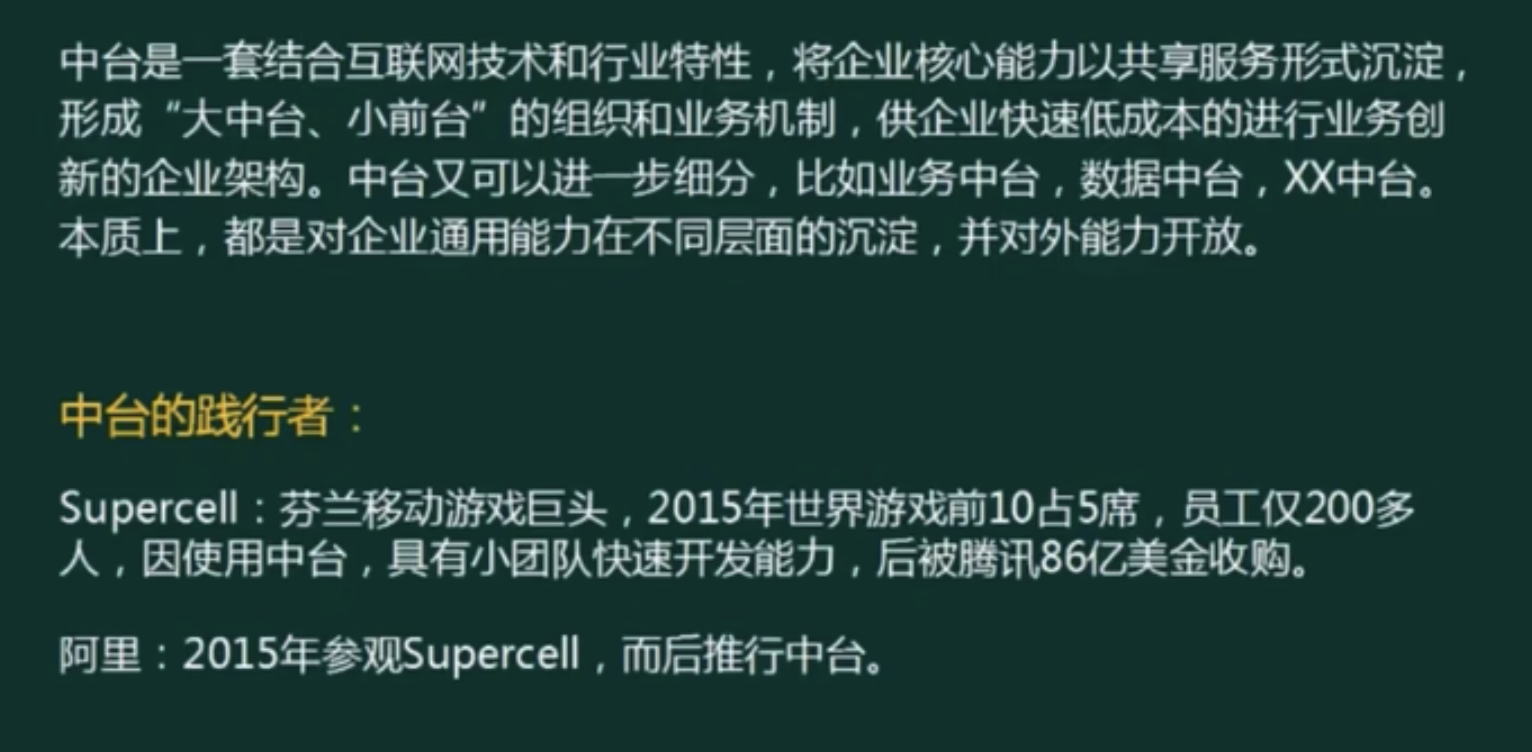 中台是一套结合互联网技术和行业特性，将企业核心能力以共享服务形式沉淀，
形成“大中台、小前台”的组织和业务机制，供企业快速低成本的进行业务创
新的企业架构。中台又可以进一步细分，比如业务中台，数据中台，XX中台。
本质上，都是对企业通用能力在不同层面的沉淀，并对外能力开放。
中台的践行者：
Supercell：芬兰移动游戏巨头，2015年世界游戏前10占5席，员工仅200多
人，因使用中台，具有小团队快速开发能力，后被腾讯86亿美金收购。
阿里：2015年参观Supercell，而后推行中台。